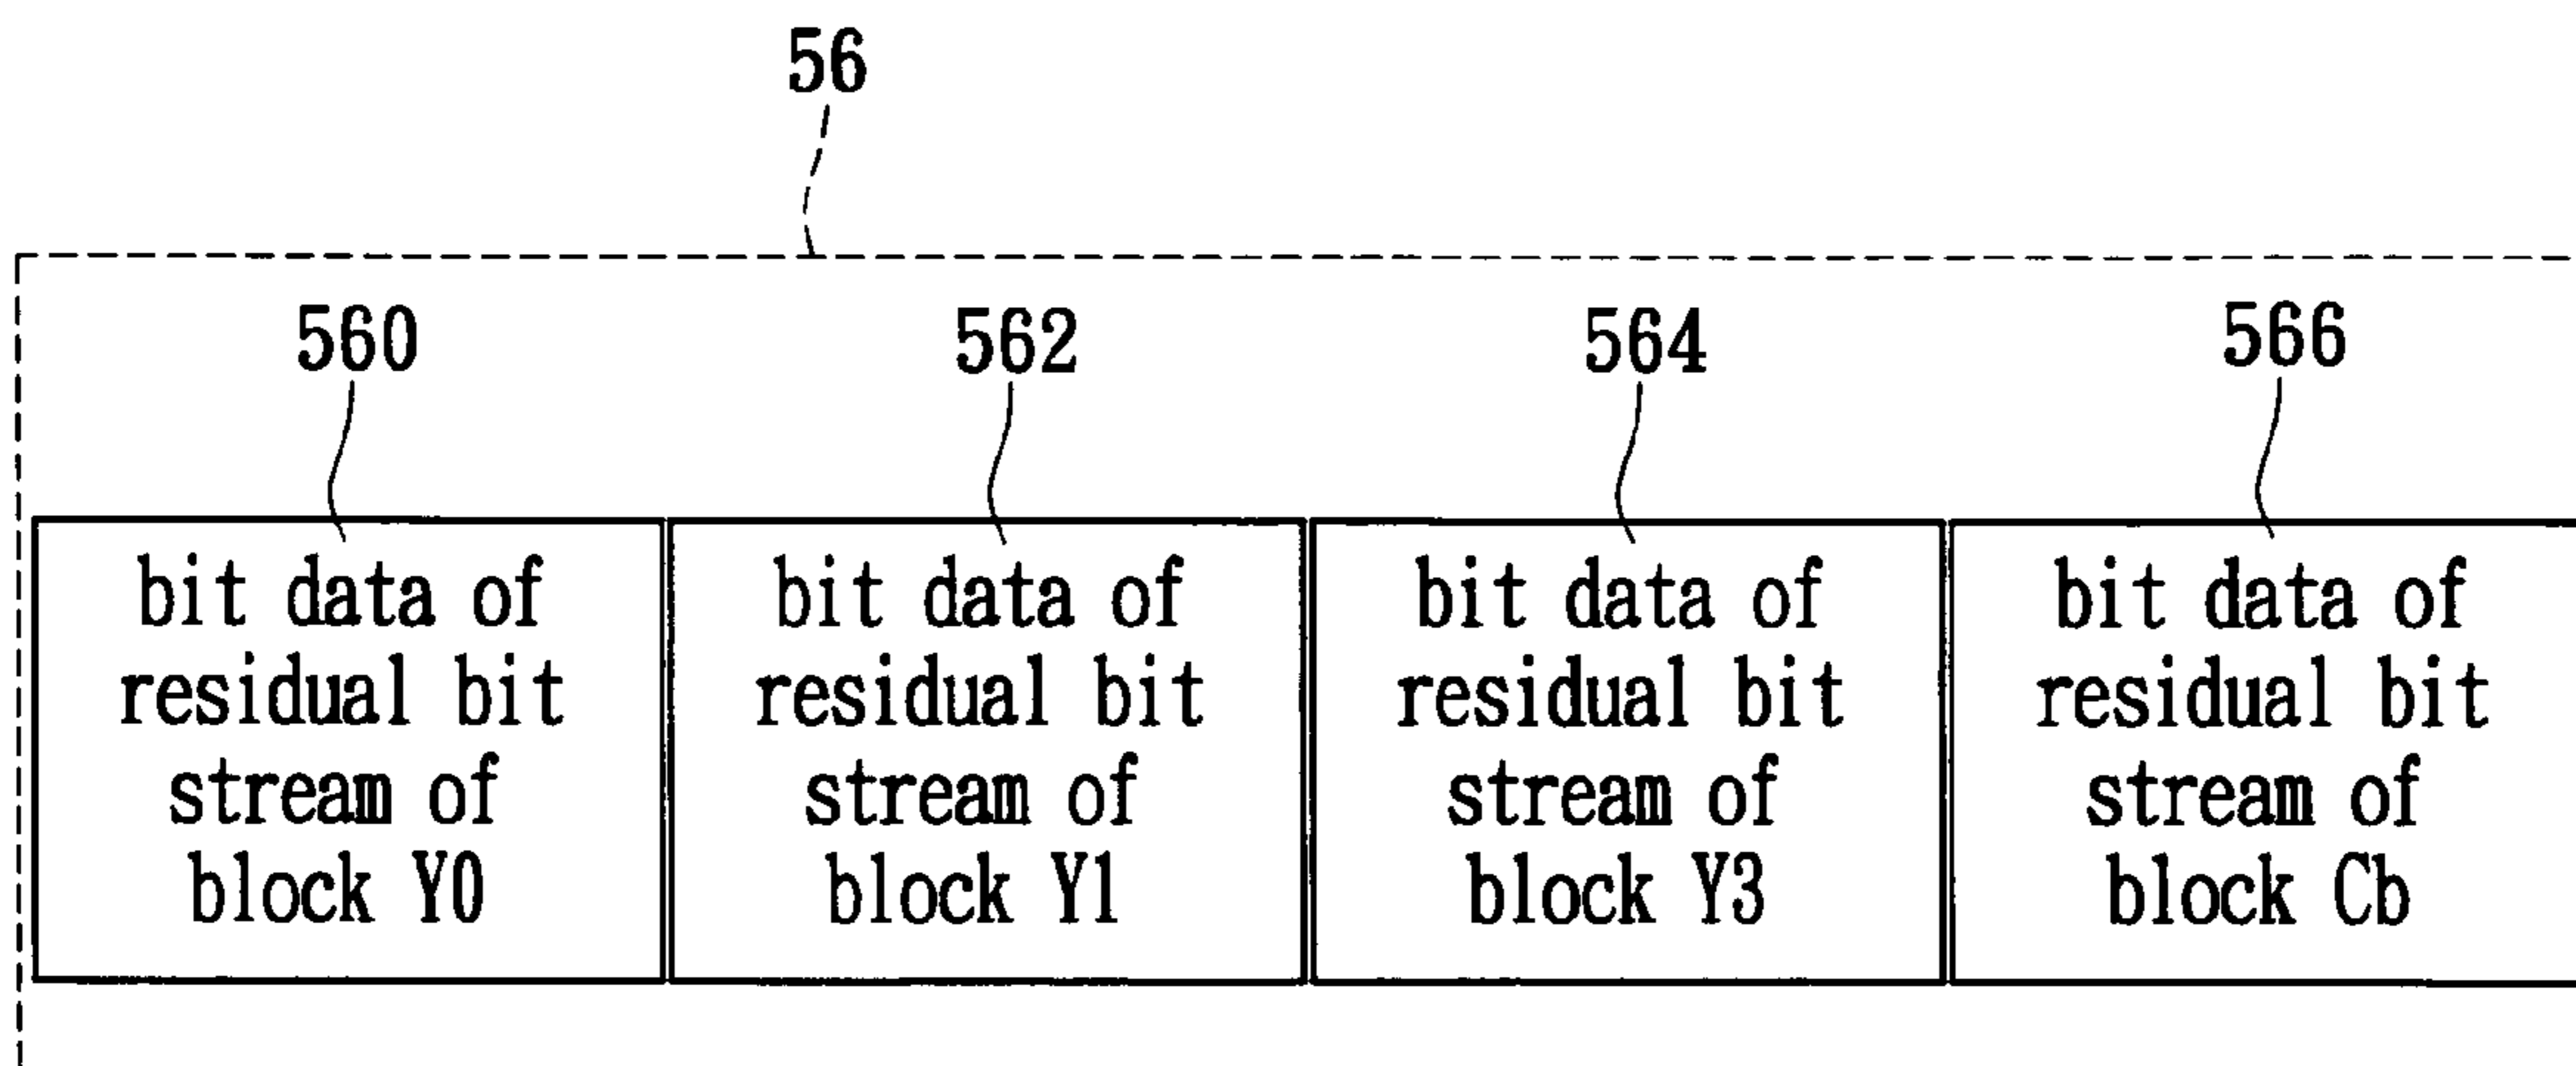 56
560
562
564
566
bit data of
residual bit
stream of
block Y0
bit data of
residual bit
stream of
block Y1
bit data of
residual bit
stream of
block Y3
bit data of
residual bit
stream of
block Cb